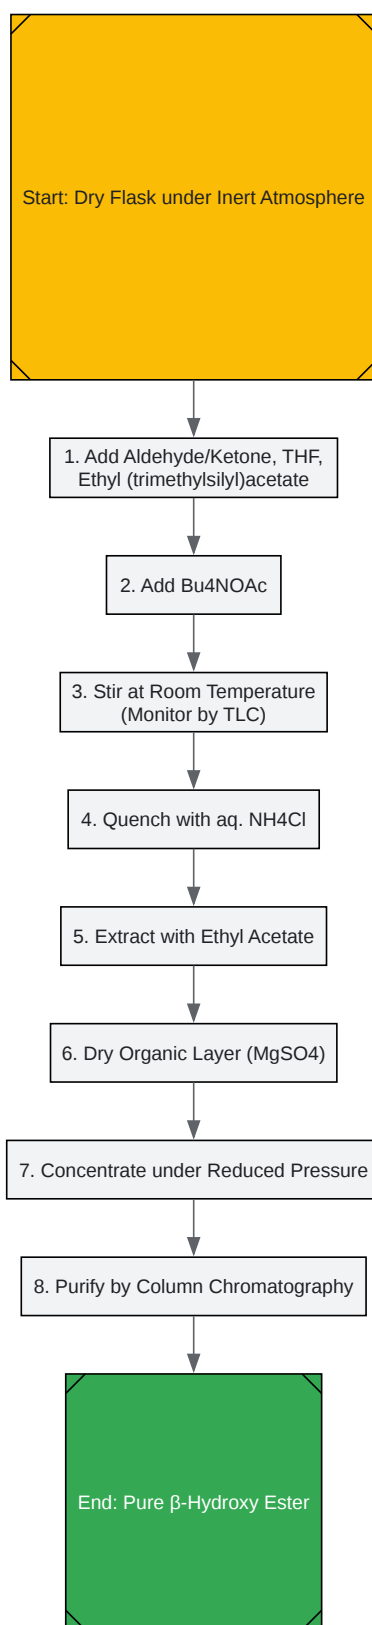 Start: Dry Flask under Inert Atmosphere
1. Add Aldehyde/Ketone, THF,
Ethyl (trimethylsilyl)acetate
2. Add Bu4NOAc
3. Stir at Room Temperature
(Monitor by TLC)
4. Quench with aq. NH4Cl
5. Extract with Ethyl Acetate
6. Dry Organic Layer (MgSO4)
7. Concentrate under Reduced Pressure
8. Purify by Column Chromatography
End: Pure β-Hydroxy Ester